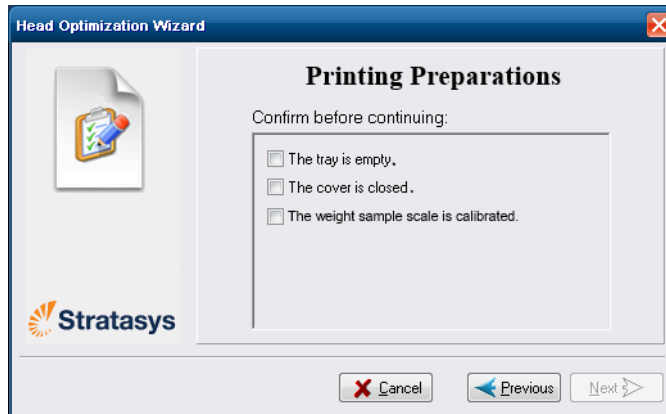 Head Optimization Wizard
Printing Preparations
Confirm before continuing:
The tray is empty.
The cover is closed.
The weight sample scale is calibrated.
Stratasys
Cancel
Previous
Next